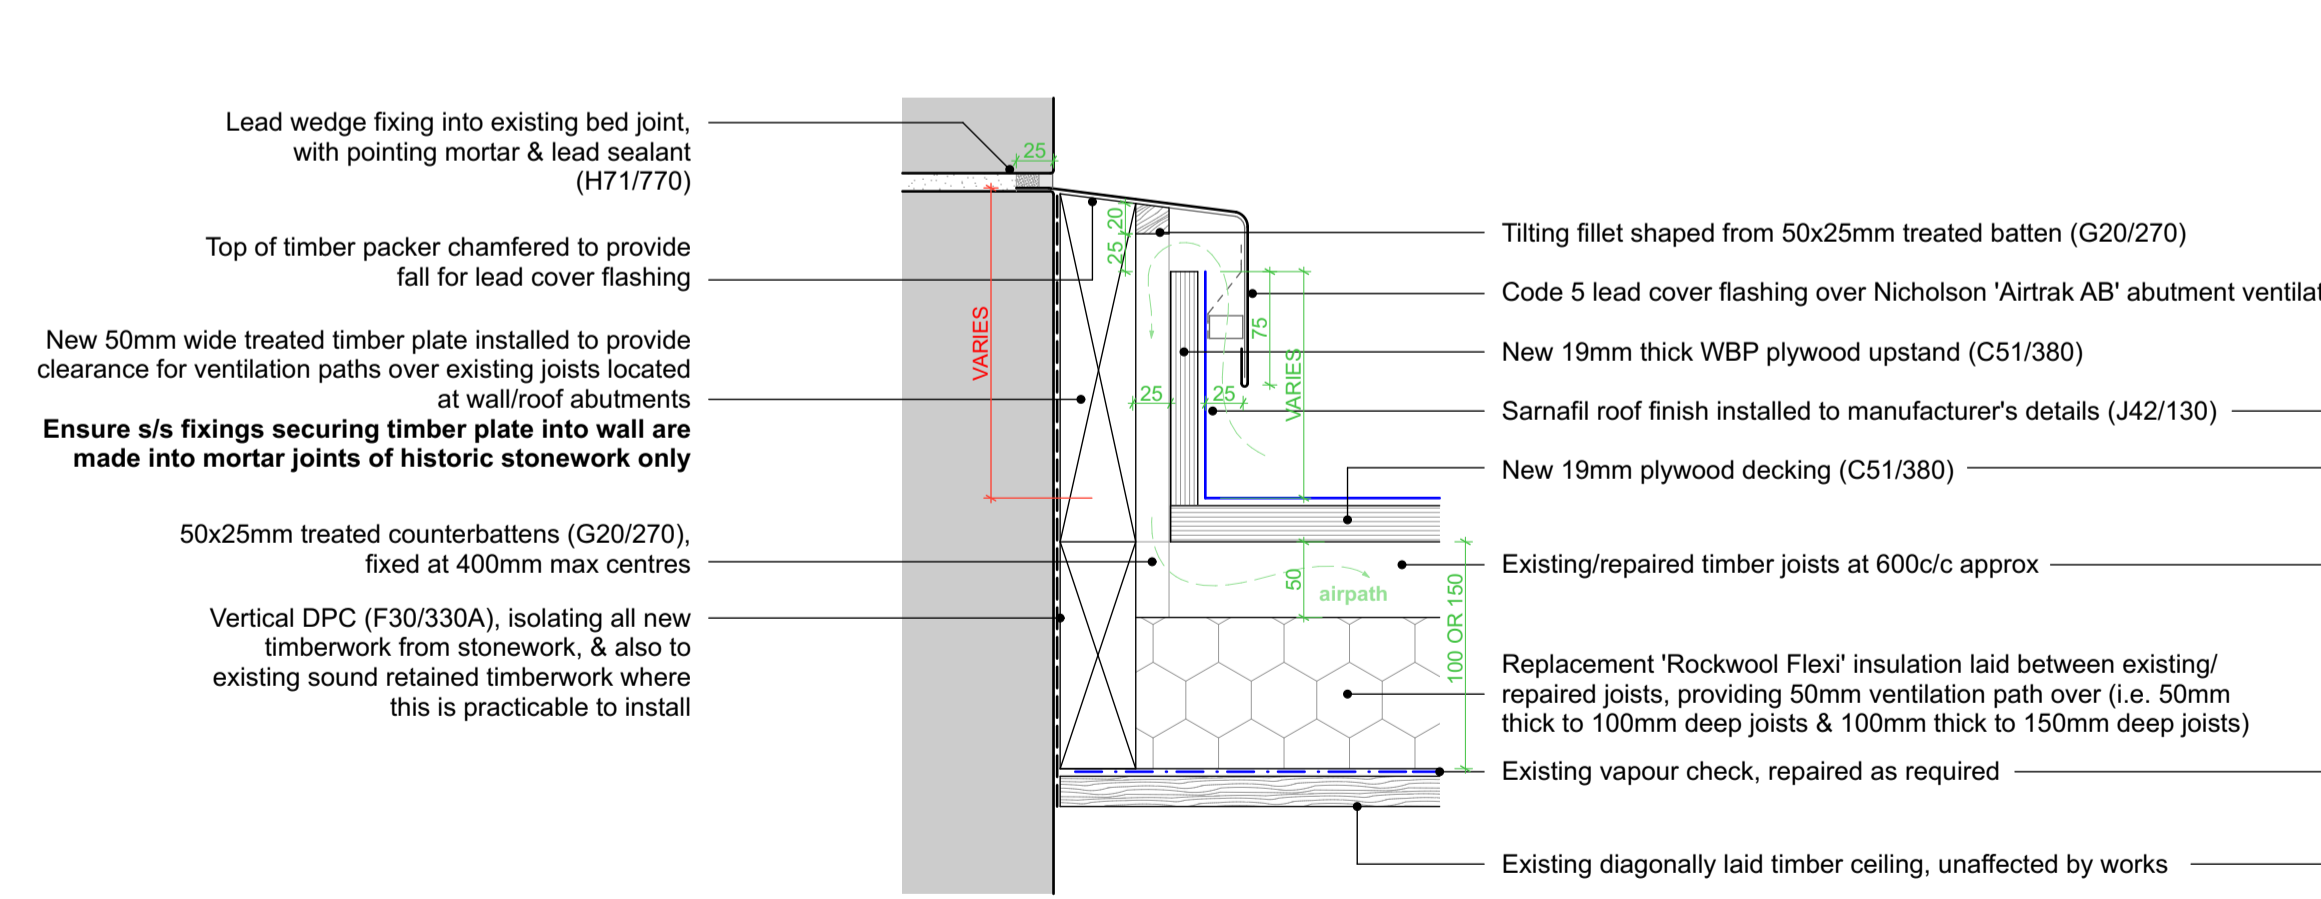 Lead wedge fixing into existing bed joint,
with pointing mortar & lead sealant
(H71/770)
Top of timber packer chamfered to provide
fall for lead cover flashing
New 50mm wide treated timber plate installed to provide
clearance for ventilation paths over existing joists located
at wall/roof abutments
Ensure s/s fixings securing timber plate into wall are
made into mortar joints of historic stonework only
50x25mm treated counterbattens (G20/270),
fixed at 400mm max centres
Vertical DPC (F30/330A), isolating all new
timberwork from stonework, & also to
existing sound retained timberwork where
this is practicable to install
25
VARIES
20
25
75
VARIES
25
25
50
airpath
100 OR 150
Tilting fillet shaped from 50x25mm treated batten (G20/270)
Code 5 lead cover flashing over Nicholson 'Airtrak AB' abutment
New 19mm thick WBP plywood upstand (C51/380)
Sarnafil roof finish installed to manufacturer's details (J42/130)
New 19mm plywood decking (C51/380)
Existing/repaired timber joists at 600c/c approx
Replacement 'Rockwool Flexi' insulation laid between existing/
repaired joists, providing 50mm ventilation path over (i.e. 50mm
thick to 100mm deep joists & 100mm thick to 150mm deep joists)
Existing vapour check, repaired as required
Existing diagonally laid timber ceiling, unaffected by works